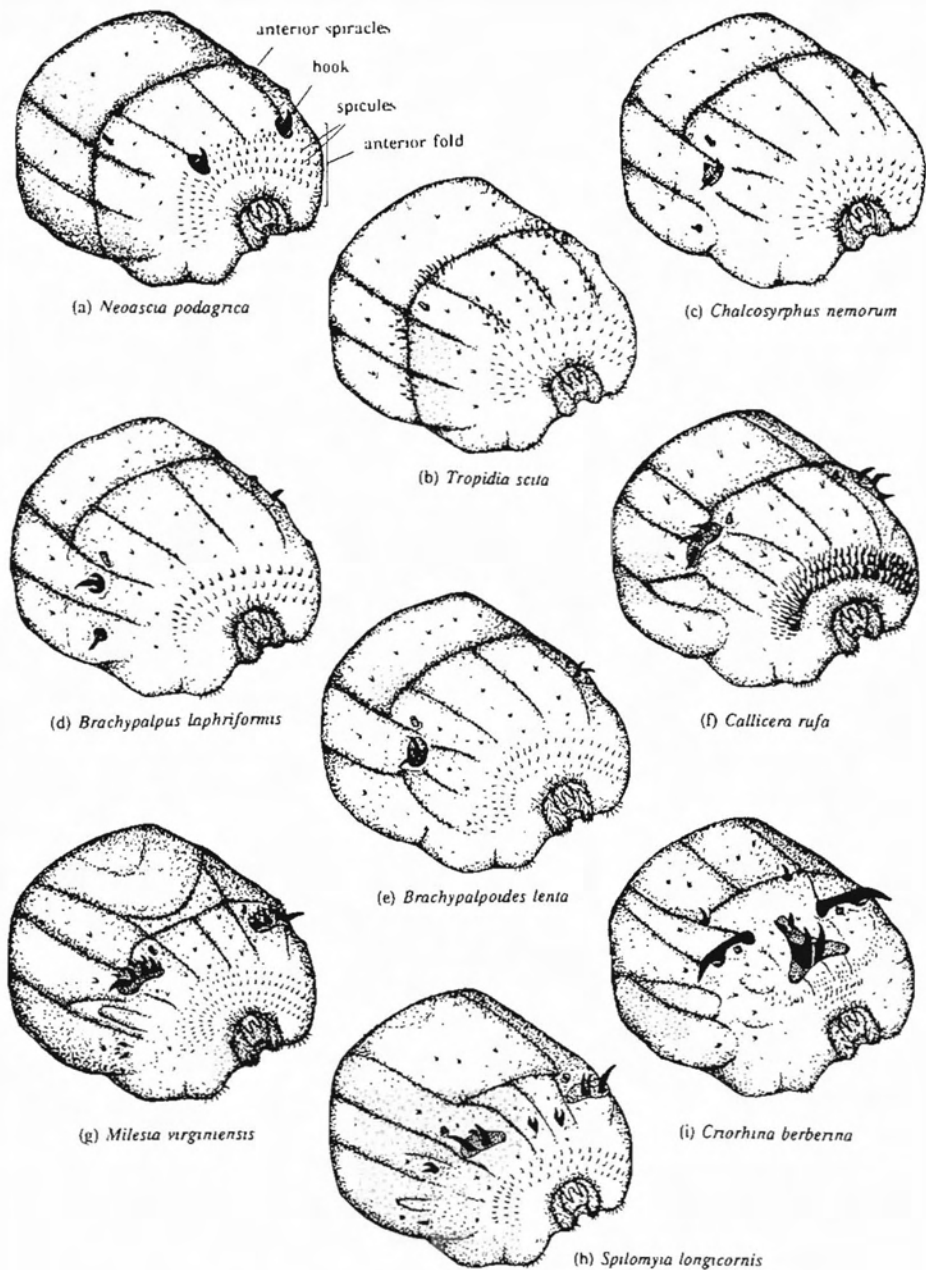 anterior spiracles
hook
spicules
anterior fold
(a) Neoascia podagrica
(c) Chalcosyrphus nemorum
(b) Tropidia scita
(d) Brachypalpus laphriformis
(f) Callicera rufa
(e) Brachypalpoides lenta
(g) Milesia virginiensis
(i) Criorhina berberina
(h) Spilomyia longicornis